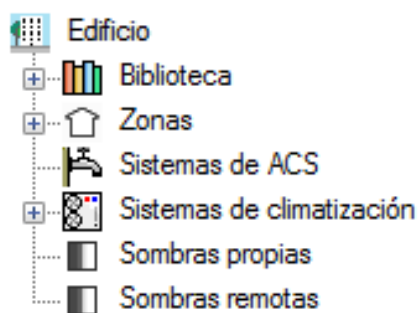 Edificio
Biblioteca
Zonas
Sistemas de ACS
Sistemas de climatización
Sombras propias
Sombras remotas